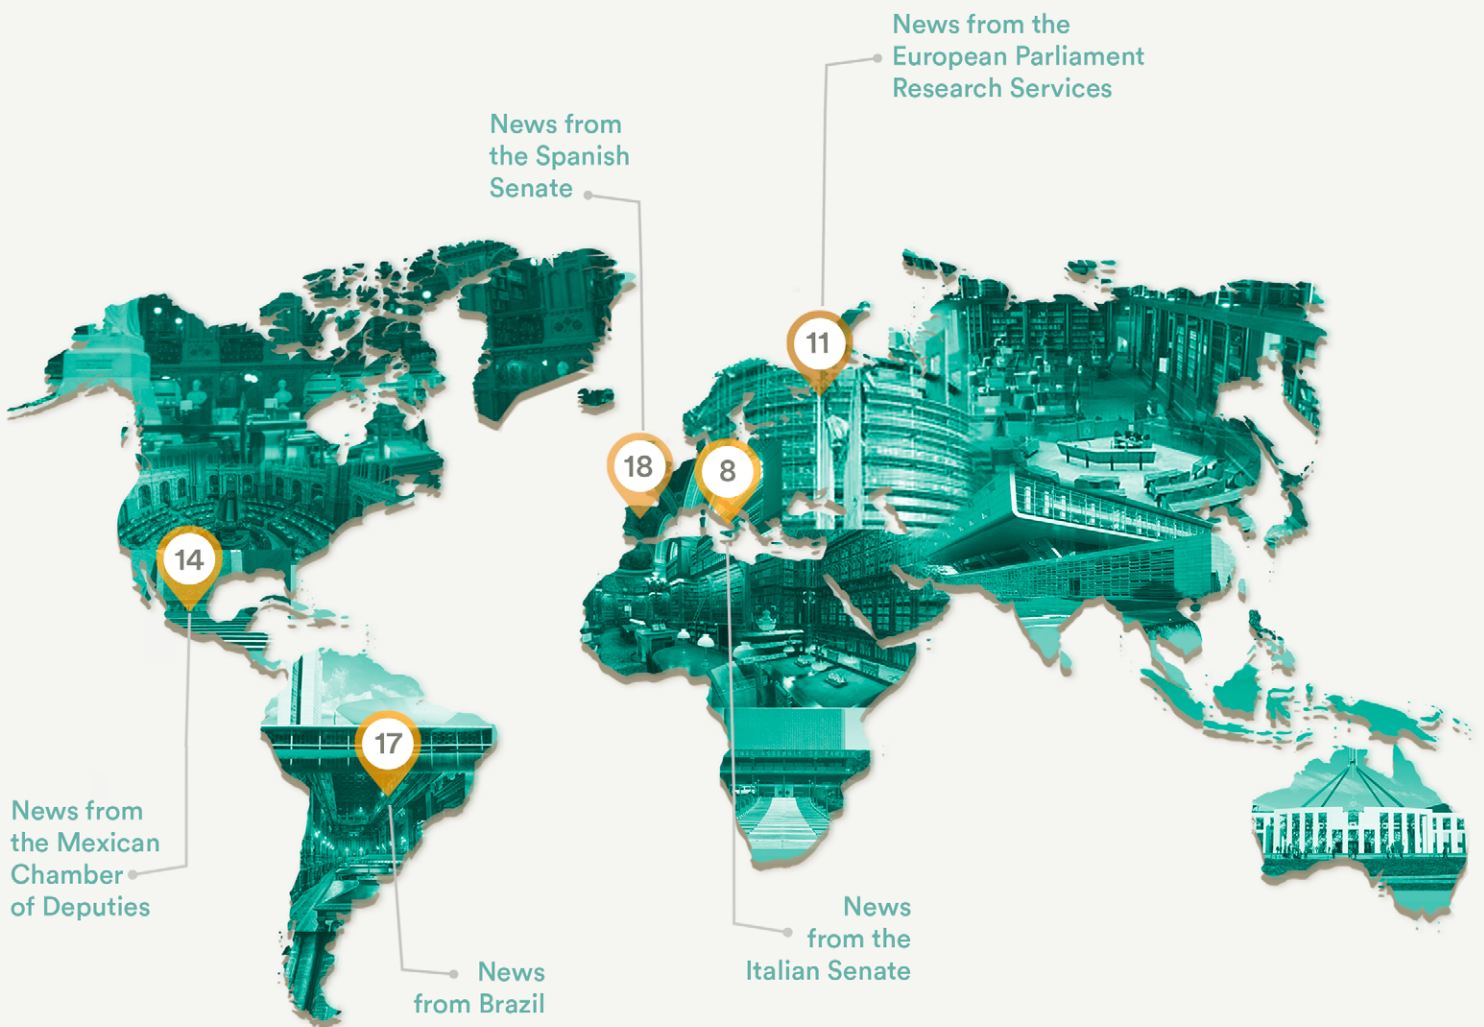 News from the
European Parliament
Research Services
News from
the Spanish
Senate
11
18
8
14
17
News from
the Mexican
Chamber
of Deputies
News
from the
Italian Senate
News
from Brazil